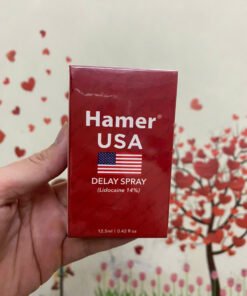 Hamer®
USA
DELAY SPRAY
(Lidocaine 14%)
12.5ml | 0.42 fl oz